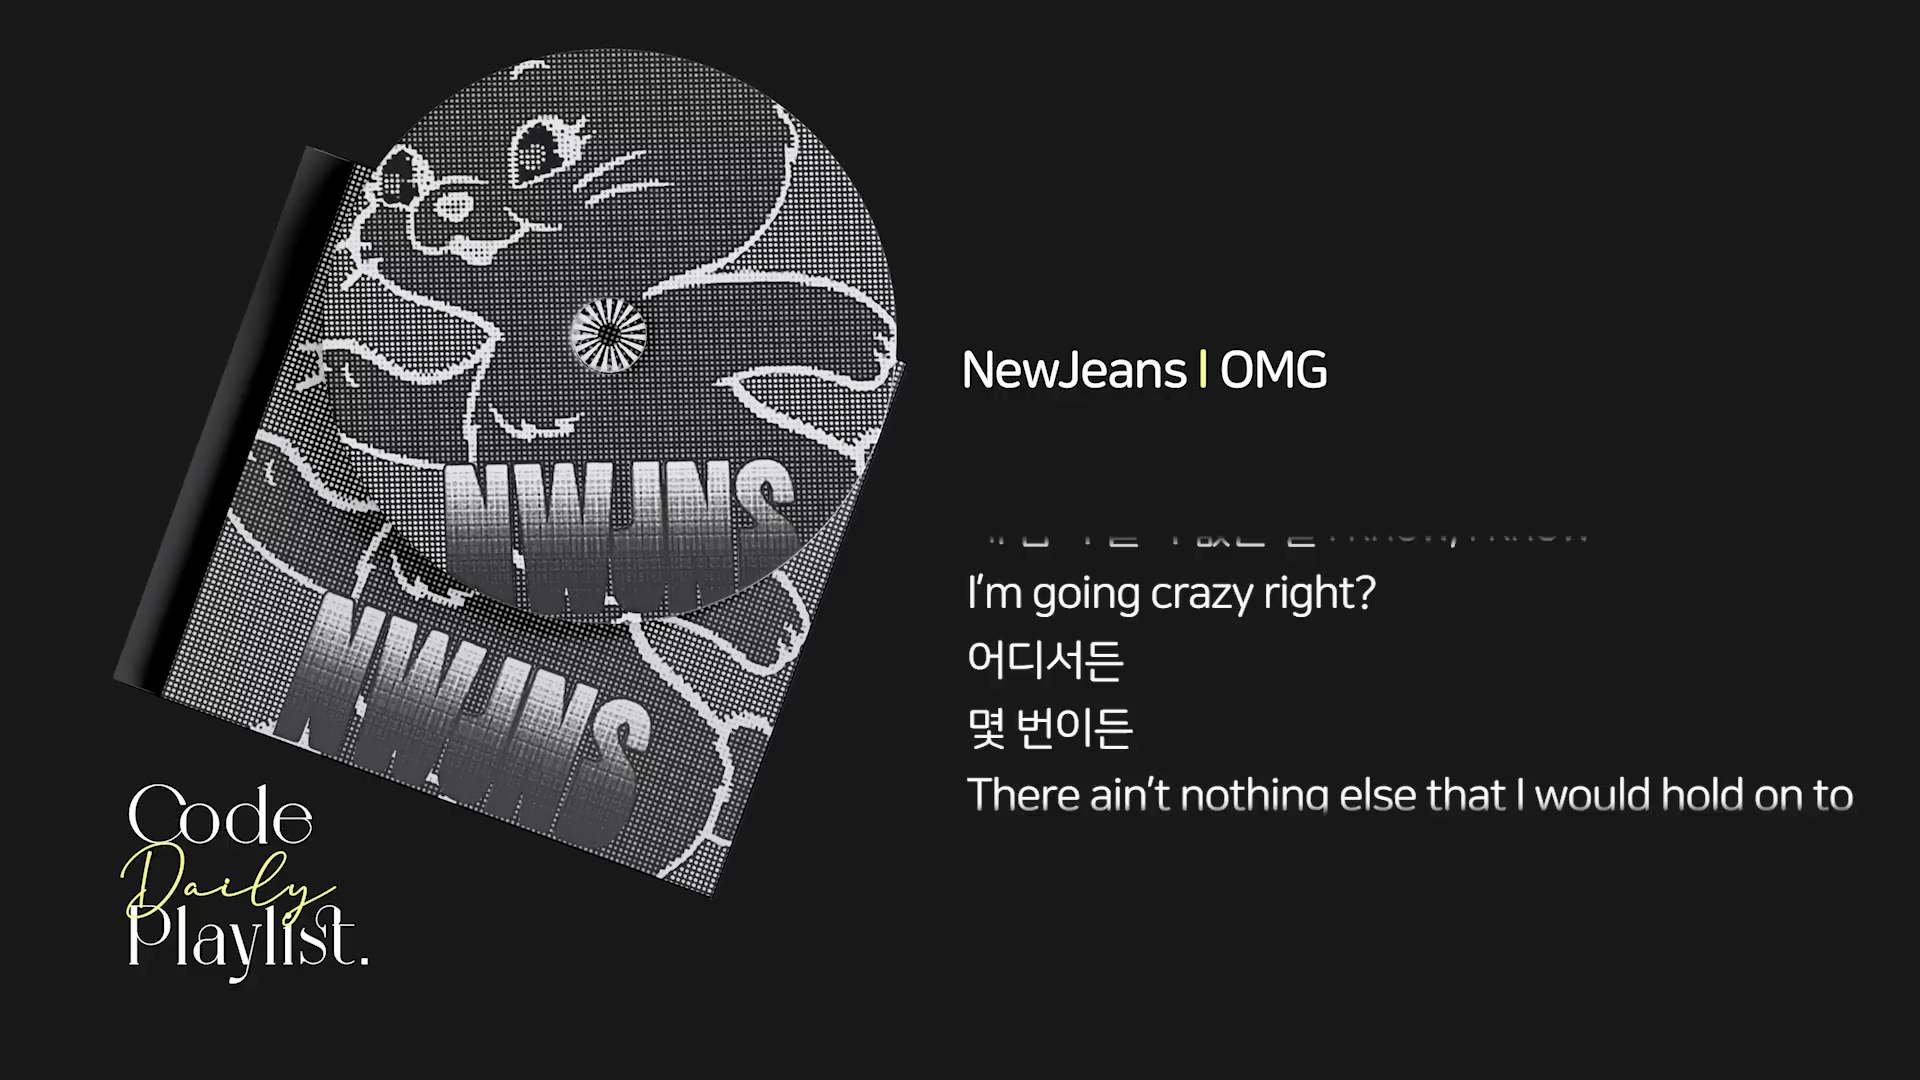 NWJNS
NWJNS
Code
Daily
Playlist.
NewJeans | OMG
I'm going crazy right?
어디서든
몇 번이든
There ain't nothing else that I would hold on to